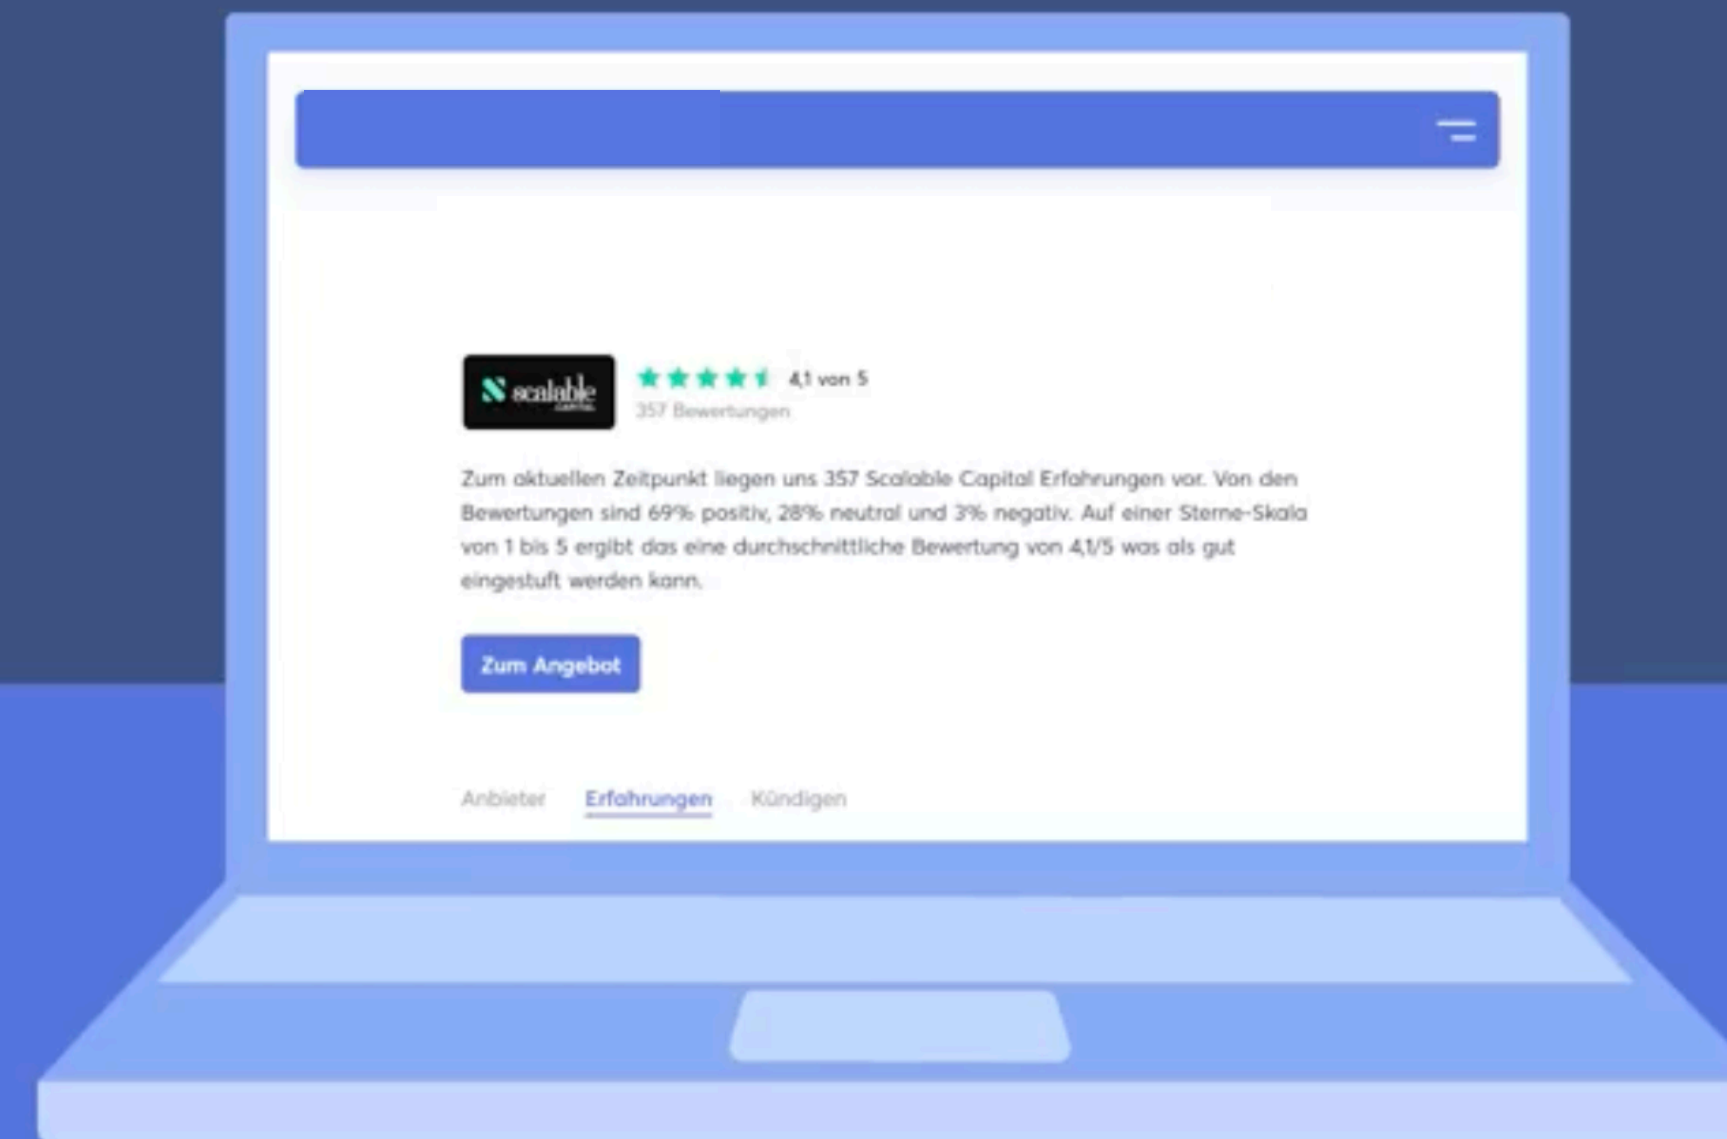 scalable
CAPITAL
4,1 von 5
357 Bewertungen
Zum aktuellen Zeitpunkt liegen uns 357 Scalable Capital Erfahrungen vor. Von den
Bewertungen sind 69% positiv, 28% neutral und 3% negativ. Auf einer Sterne-Skala
von 1 bis 5 ergibt das eine durchschnittliche Bewertung von 4,1/5 was als gut
eingestuft werden kann.
Zum Angebot
Anbieter Erfahrungen Kündigen